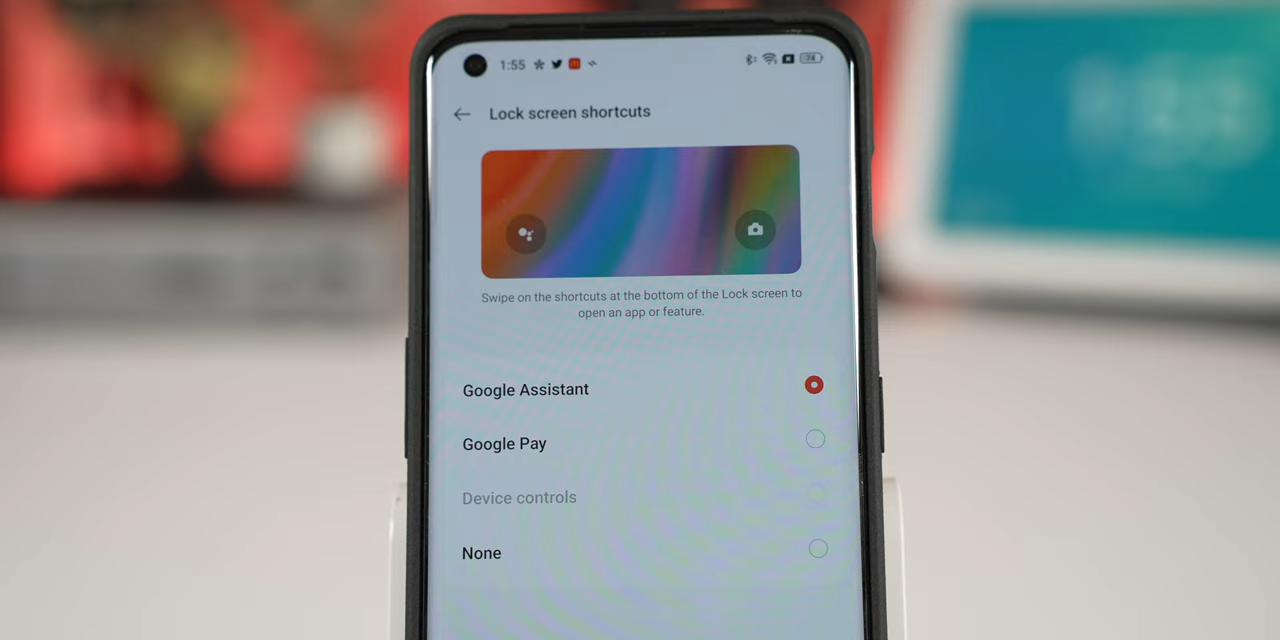 1:55
Lock screen shortcuts
Swipe on the shortcuts at the bottom of the Lock screen to
open an app or feature.
Google Assistant
Google Pay
Device controls
None